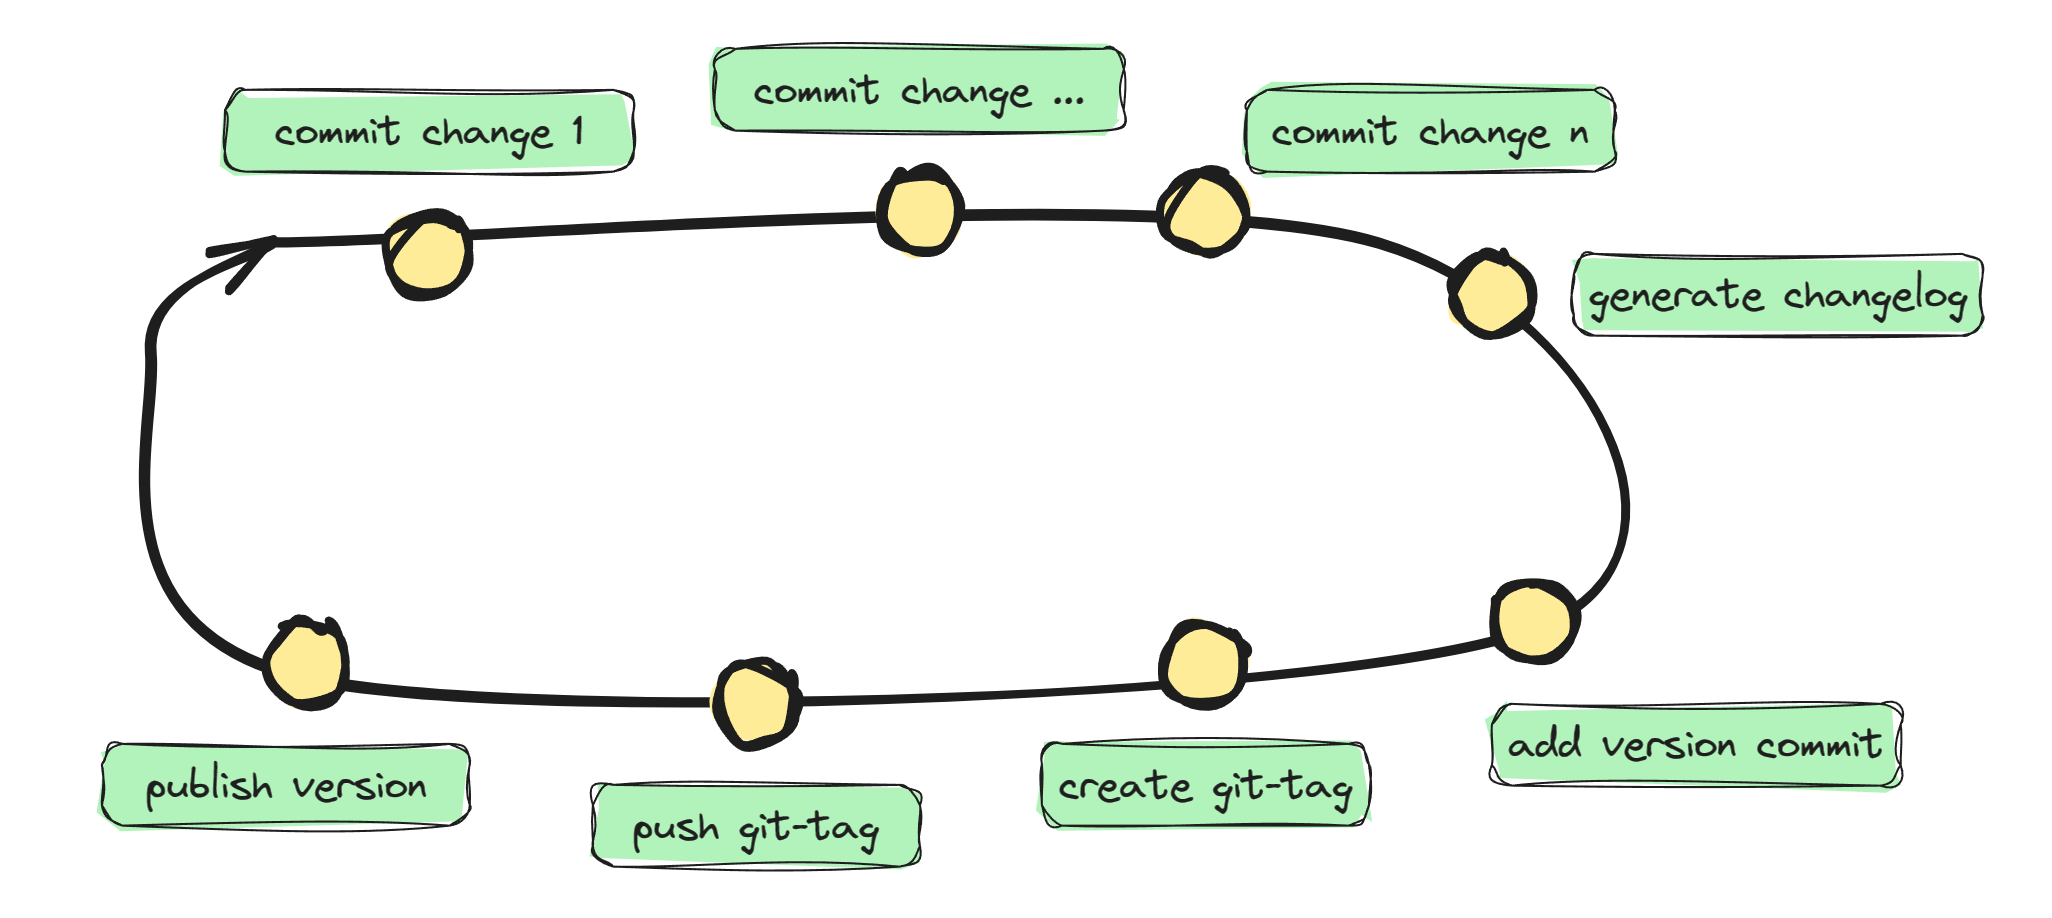 commit change 1
commit change ...
commit change n
generate changelog
add version commit
create git-tag
push git-tag
publish version